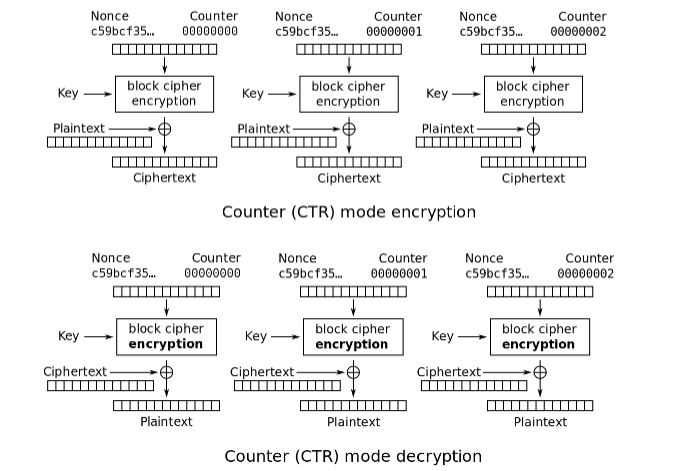 Nonce Counter Nonce Counter Nonce Counter
c59bcf35… 00000000 c59bcf35… 00000001 c59bcf35… 00000002
Key block cipher encryption Key block cipher encryption Key block cipher encryption
Plaintext Plaintext Plaintext
Ciphertext Ciphertext Ciphertext
Counter (CTR) mode encryption
Nonce Counter Nonce Counter Nonce Counter
c59bcf35… 00000000 c59bcf35… 00000001 c59bcf35… 00000002
Key block cipher encryption Key block cipher encryption Key block cipher encryption
Ciphertext Ciphertext Ciphertext
Plaintext Plaintext Plaintext
Counter (CTR) mode decryption